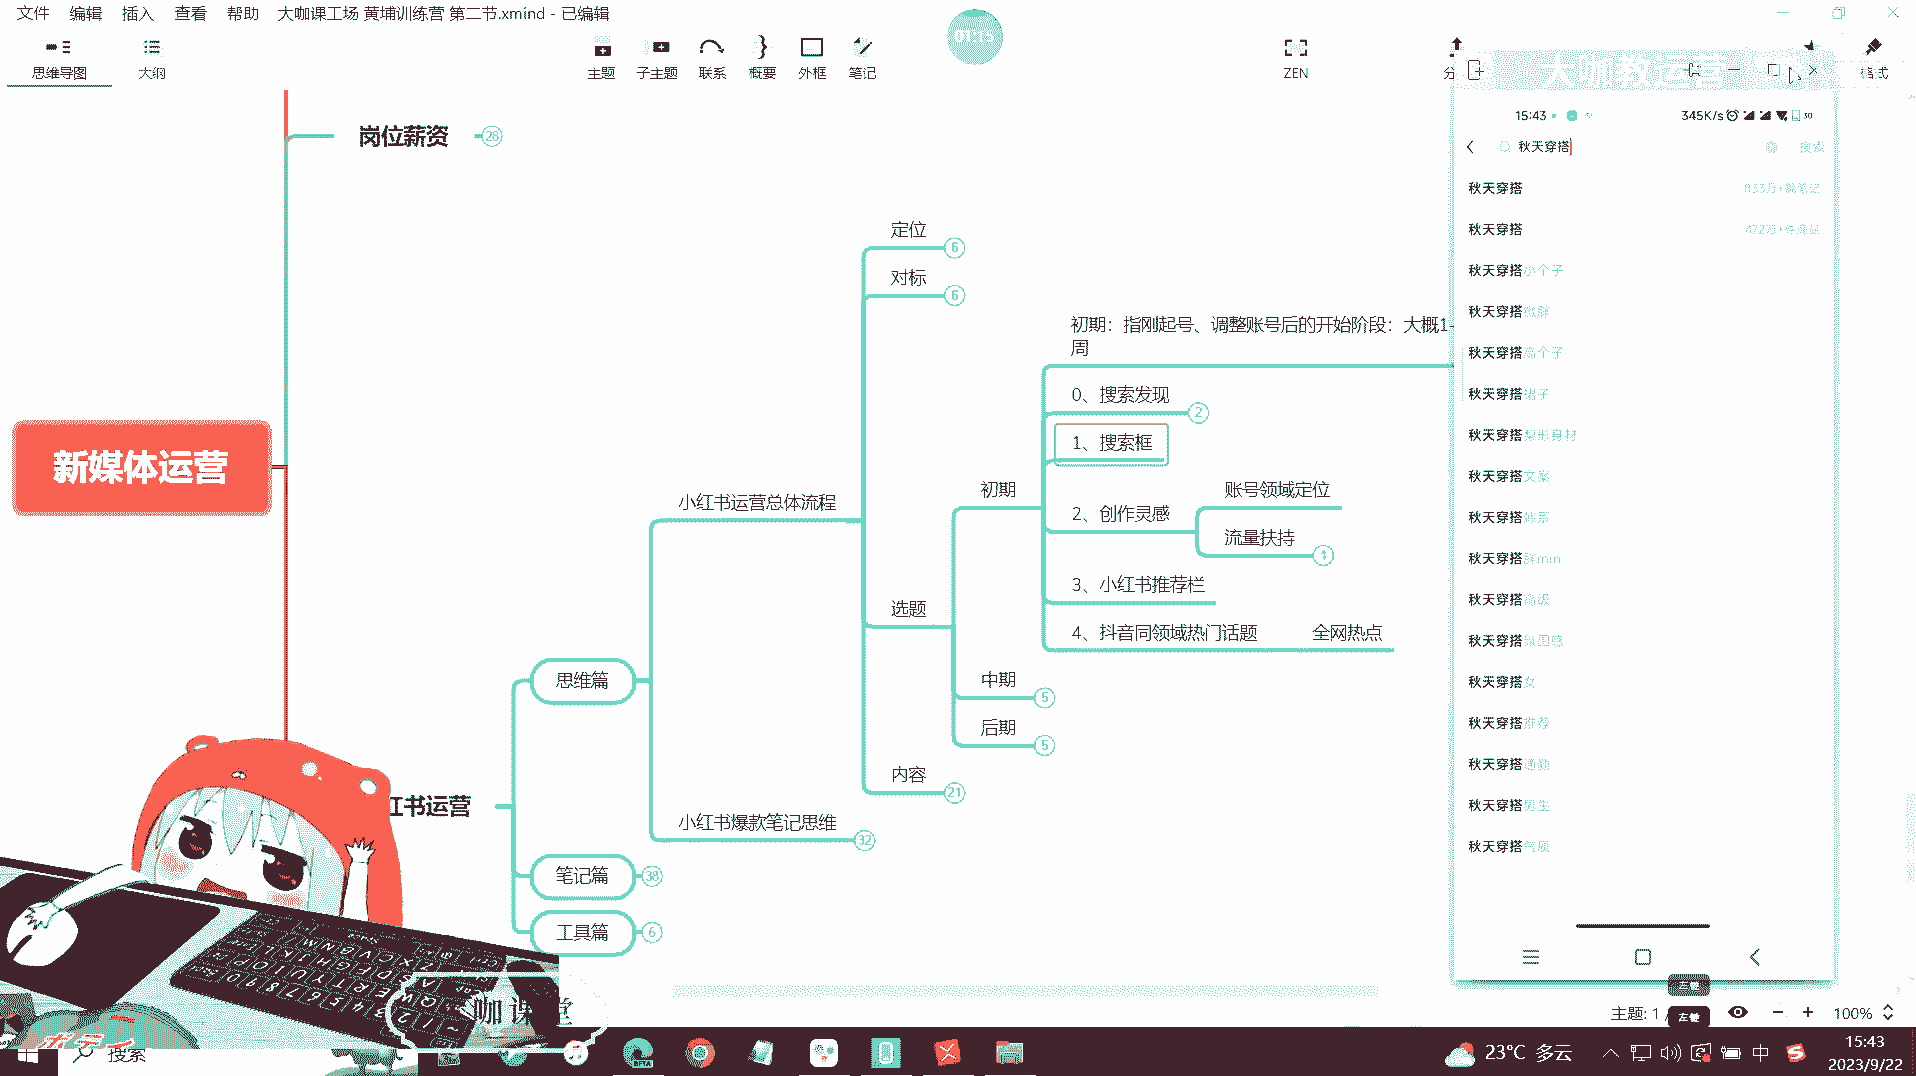 文件 编辑 插入 查看 帮助 大咖课工场 黄埔训练营 第二节.xmind - 已编辑
思维导图
大纲
主题
子主题
联系
概要
外框
笔记
01:15
ZEN
大咖教运营
格式
岗位薪资
28
新媒体运营
红书运营
思维篇
笔记篇
38
工具篇
6
小红书运营总体流程
小红书爆款笔记思维
32
定位
6
对标
6
选题
内容
21
初期
中期
5
后期
5
初期：指刚起号、调整账号后的开始阶段：大概1-
周
0、搜索发现
2
1、搜索框
2、创作灵感
账号领域定位
流量扶持
1
3、小红书推荐栏
4、抖音同领域热门话题
全网热点
15:43
345K/s
30
秋天穿搭
搜索
秋天穿搭
秋天穿搭
秋天穿搭小个子
秋天穿搭微胖
秋天穿搭高个子
秋天穿搭裙子
秋天穿搭梨形身材
秋天穿搭文案
秋天穿搭韩系
秋天穿搭
秋天穿搭高级
秋天穿搭氛围感
秋天穿搭女
秋天穿搭推荐
秋天穿搭通勤
秋天穿搭男生
秋天穿搭气质
左键
左键
主题: 1
100%
咖课堂
搜索
BETA
23°C 多云
中
15:43
2023/9/22